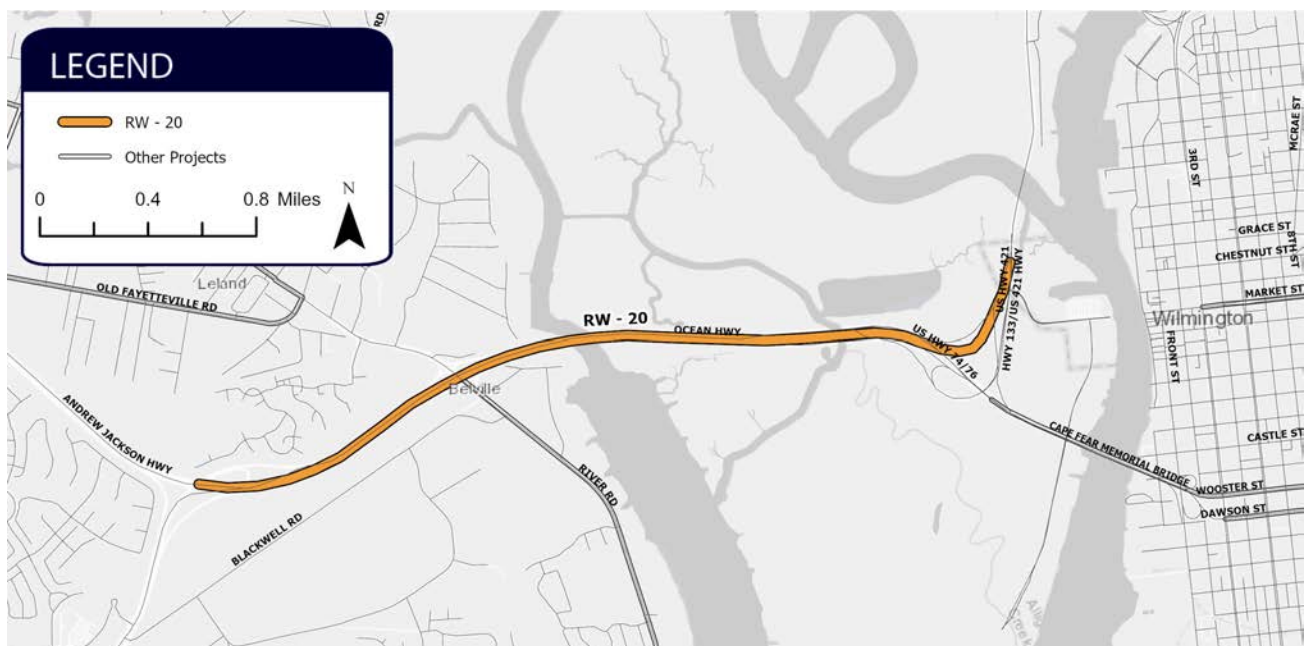 LEGEND
RW - 20
Other Projects
0 0.4 0.8 Miles
N
RD
Leland
OLD FAYETTEVILLE RD
ANDREW JACKSON HWY
BLACKWELL RD
Belville
RIVER RD
RW - 20
OCEAN HWY
US HWY 74/76
US HWY 421
HWY 133/US 421 HWY
CAPE FEAR MEMORIAL BRIDGE
Wilmington
3RD ST
MCRAE ST
GRACE ST
CHESTNUT ST
8TH ST
MARKET ST
FRONT ST
CASTLE ST
WOOSTER ST
DAWSON ST
Creek